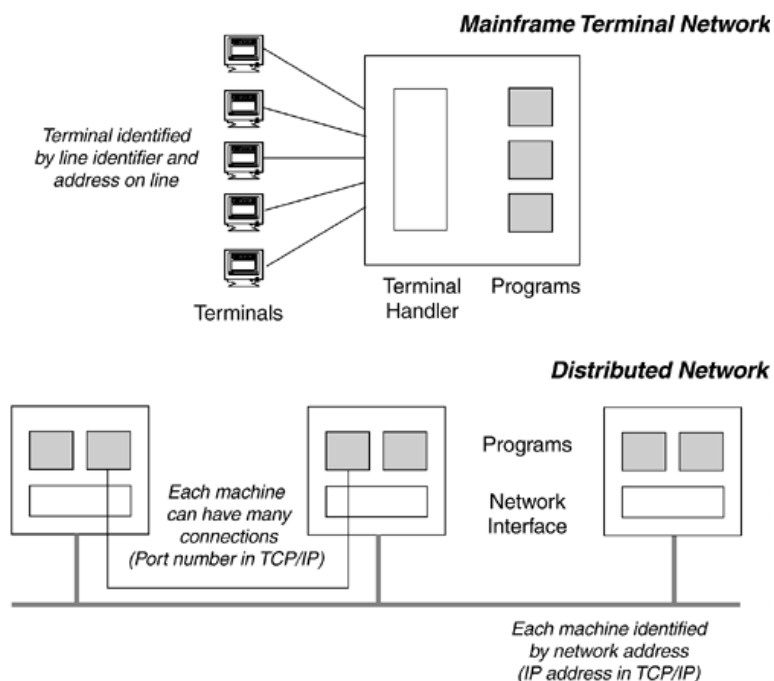 Mainframe Terminal Network
Terminal identified
by line identifier and
address on line
Terminals
Terminal
Handler
Programs
Distributed Network
Programs
Network
Interface
Each machine
can have many
connections
(Port number in TCP/IP)
Each machine identified
by network address
(IP address in TCP/IP)